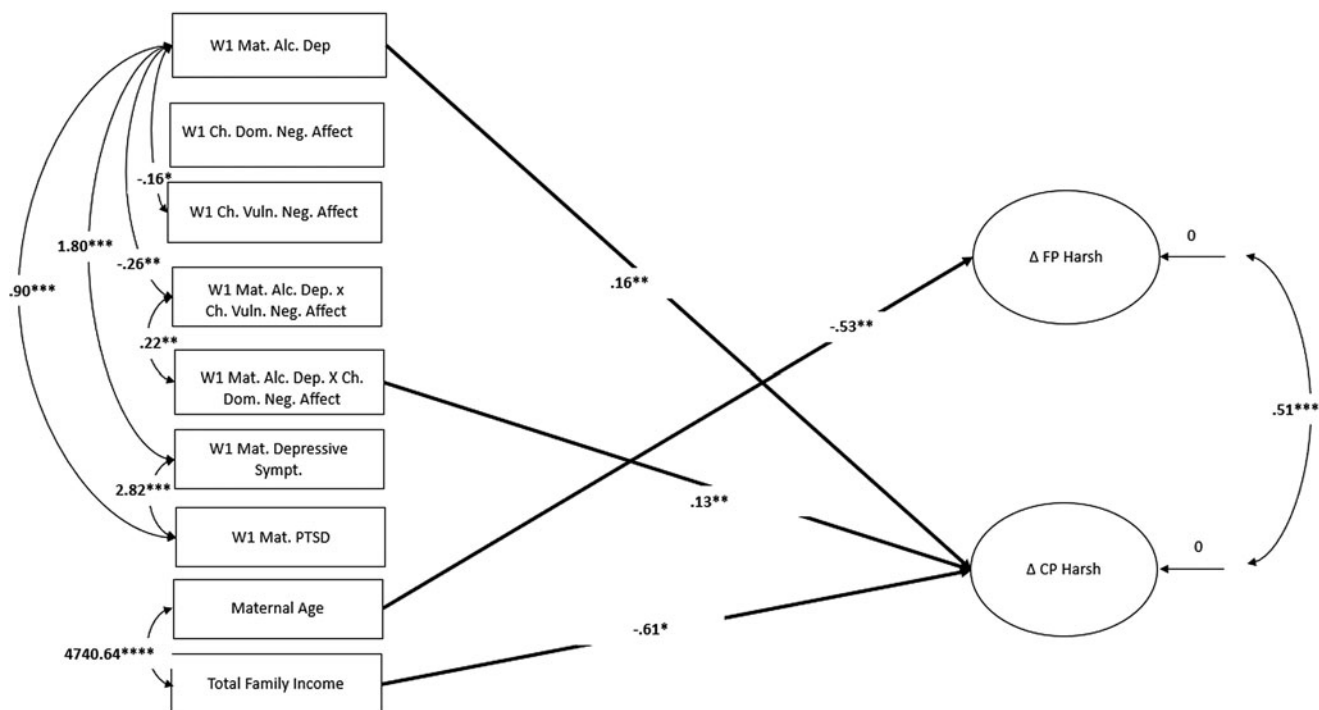 W1 Mat. Alc. Dep
W1 Ch. Dom. Neg. Affect
-.16*
W1 Ch. Vuln. Neg. Affect
1.80***
-.26**
.90***
W1 Mat. Alc. Dep. x
Ch. Vuln. Neg. Affect
.22**
W1 Mat. Alc. Dep. X Ch.
Dom. Neg. Affect
W1 Mat. Depressive
Sympt.
2.82***
W1 Mat. PTSD
Maternal Age
4740.64****
Total Family Income
.16**
-.53**
.13**
-.61*
Δ FP Harsh
0
.51***
Δ CP Harsh
0